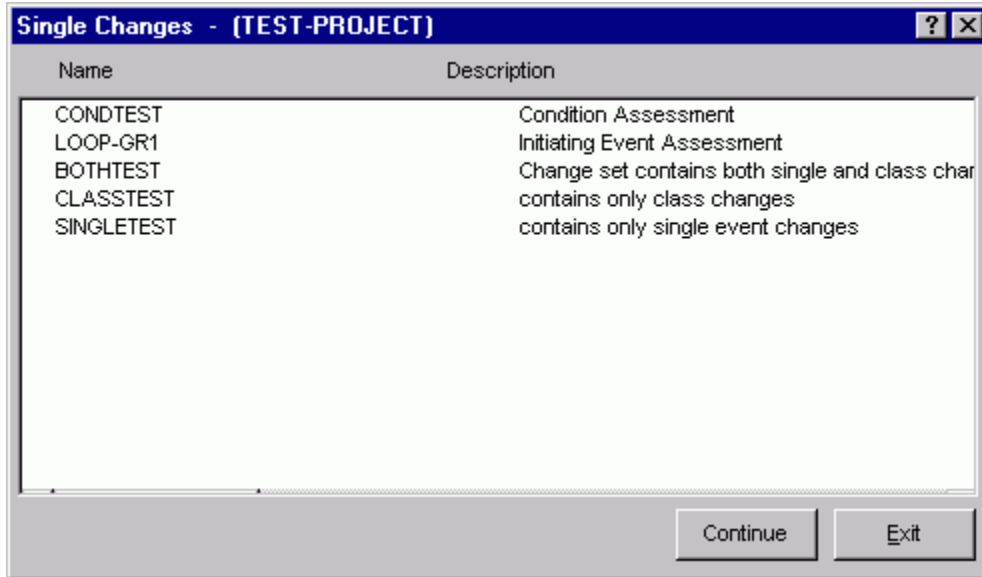 Single Changes - (TEST-PROJECT)
Name Description
CONDTEST Condition Assessment
LOOP-GR1 Initiating Event Assessment
BOTHTEST Change set contains both single and class char
CLASSTEST contains only class changes
SINGLETEST contains only single event changes
Continue Exit